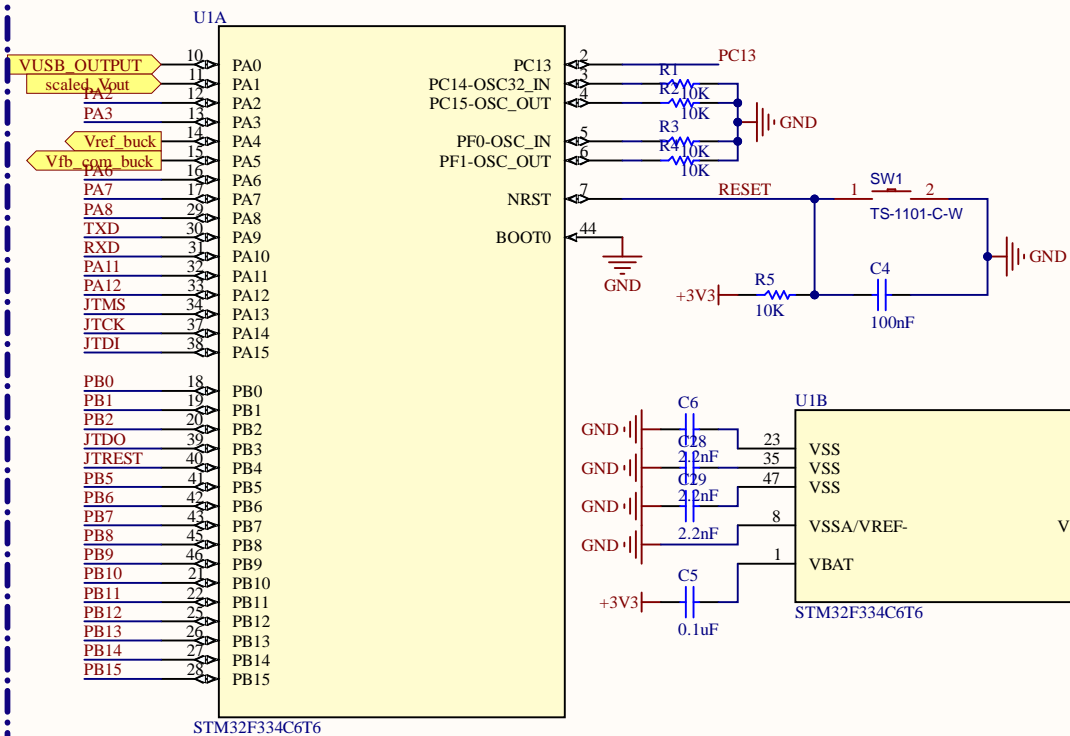 U1A
VUSB_OUTPUT 10 PA0
scaled_Vout 11 PA1
PA2 12 PA2
PA3 13 PA3
Vref_buck 14 PA4
Vfb_com_buck 15 PA5
PA6 16 PA6
PA7 17 PA7
PA8 29 PA8
TXD 30 PA9
RXD 31 PA10
PA11 32 PA11
PA12 33 PA12
JTMS 34 PA13
JTCK 37 PA14
JTDI 38 PA15
PB0 18 PB0
PB1 19 PB1
PB2 20 PB2
JTDO 39 PB3
JTREST 40 PB4
PB5 41 PB5
PB6 42 PB6
PB7 43 PB7
PB8 45 PB8
PB9 46 PB9
PB10 21 PB10
PB11 22 PB11
PB12 25 PB12
PB13 26 PB13
PB14 27 PB14
PB15 28 PB15
STM32F334C6T6
PC13 2 PC13
PC14-OSC32_IN 3 R1 10K
PC15-OSC_OUT 4 R2 10K
GND
PF0-OSC_IN 5 R3 10K
PF1-OSC_OUT 6 R4 10K
NRST 7 RESET
BOOT0 44
GND
SW1
1 2
TS-1101-C-W
GND
+3V3 R5 10K
C4
100nF
U1B
GND C6 2.2nF 23 VSS
GND C28 2.2nF 35 VSS
GND C29 2.2nF 47 VSS
GND 8 VSSA/VREF- V
+3V3 C5 0.1uF 1 VBAT
STM32F334C6T6